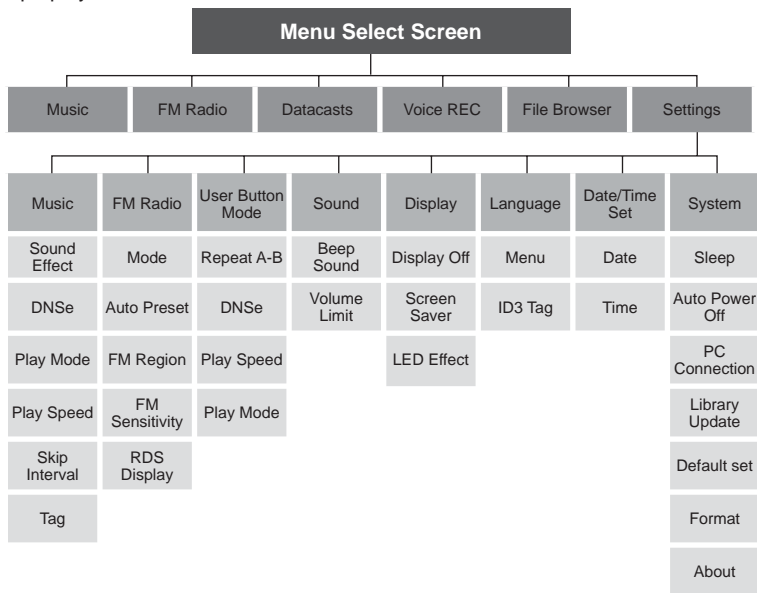 Menu Select Screen
Music
FM Radio
Datacasts
Voice REC
File Browser
Settings
Music
FM Radio
User Button
Mode
Sound
Display
Language
Date/Time
Set
System
Sound
Effect
Mode
Repeat A-B
Beep
Sound
Display Off
Menu
Date
Sleep
DNSe
Auto Preset
DNSe
Volume
Limit
Screen
Saver
ID3 Tag
Time
Auto Power
Off
Play Mode
FM Region
Play Speed
LED Effect
PC
Connection
Play Speed
FM
Sensitivity
Play Mode
Library
Update
Skip
Interval
RDS
Display
Default set
Tag
Format
About